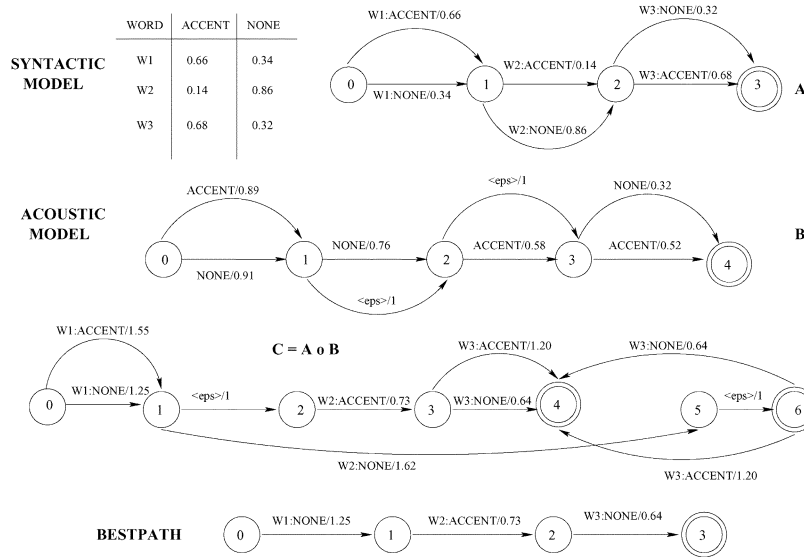 WORD ACCENT NONE
W1 0.66 0.34
W2 0.14 0.86
W3 0.68 0.32
SYNTACTIC
MODEL
W1:ACCENT/0.66
W3:NONE/0.32
W2:ACCENT/0.14
W3:ACCENT/0.68
0 1 2 3
W1:NONE/0.34
W2:NONE/0.86
A
ACOUSTIC
MODEL
ACCENT/0.89
<eps>/1
NONE/0.32
NONE/0.76
ACCENT/0.58
ACCENT/0.52
0 1 2 3 4
NONE/0.91
<eps>/1
B
C = A o B
W1:ACCENT/1.55
W3:ACCENT/1.20
W3:NONE/0.64
W1:NONE/1.25
<eps>/1
W2:ACCENT/0.73
W3:NONE/0.64
<eps>/1
0 1 2 3 4 5 6
W2:NONE/1.62
W3:ACCENT/1.20
BESTPATH
W1:NONE/1.25
W2:ACCENT/0.73
W3:NONE/0.64
0 1 2 3